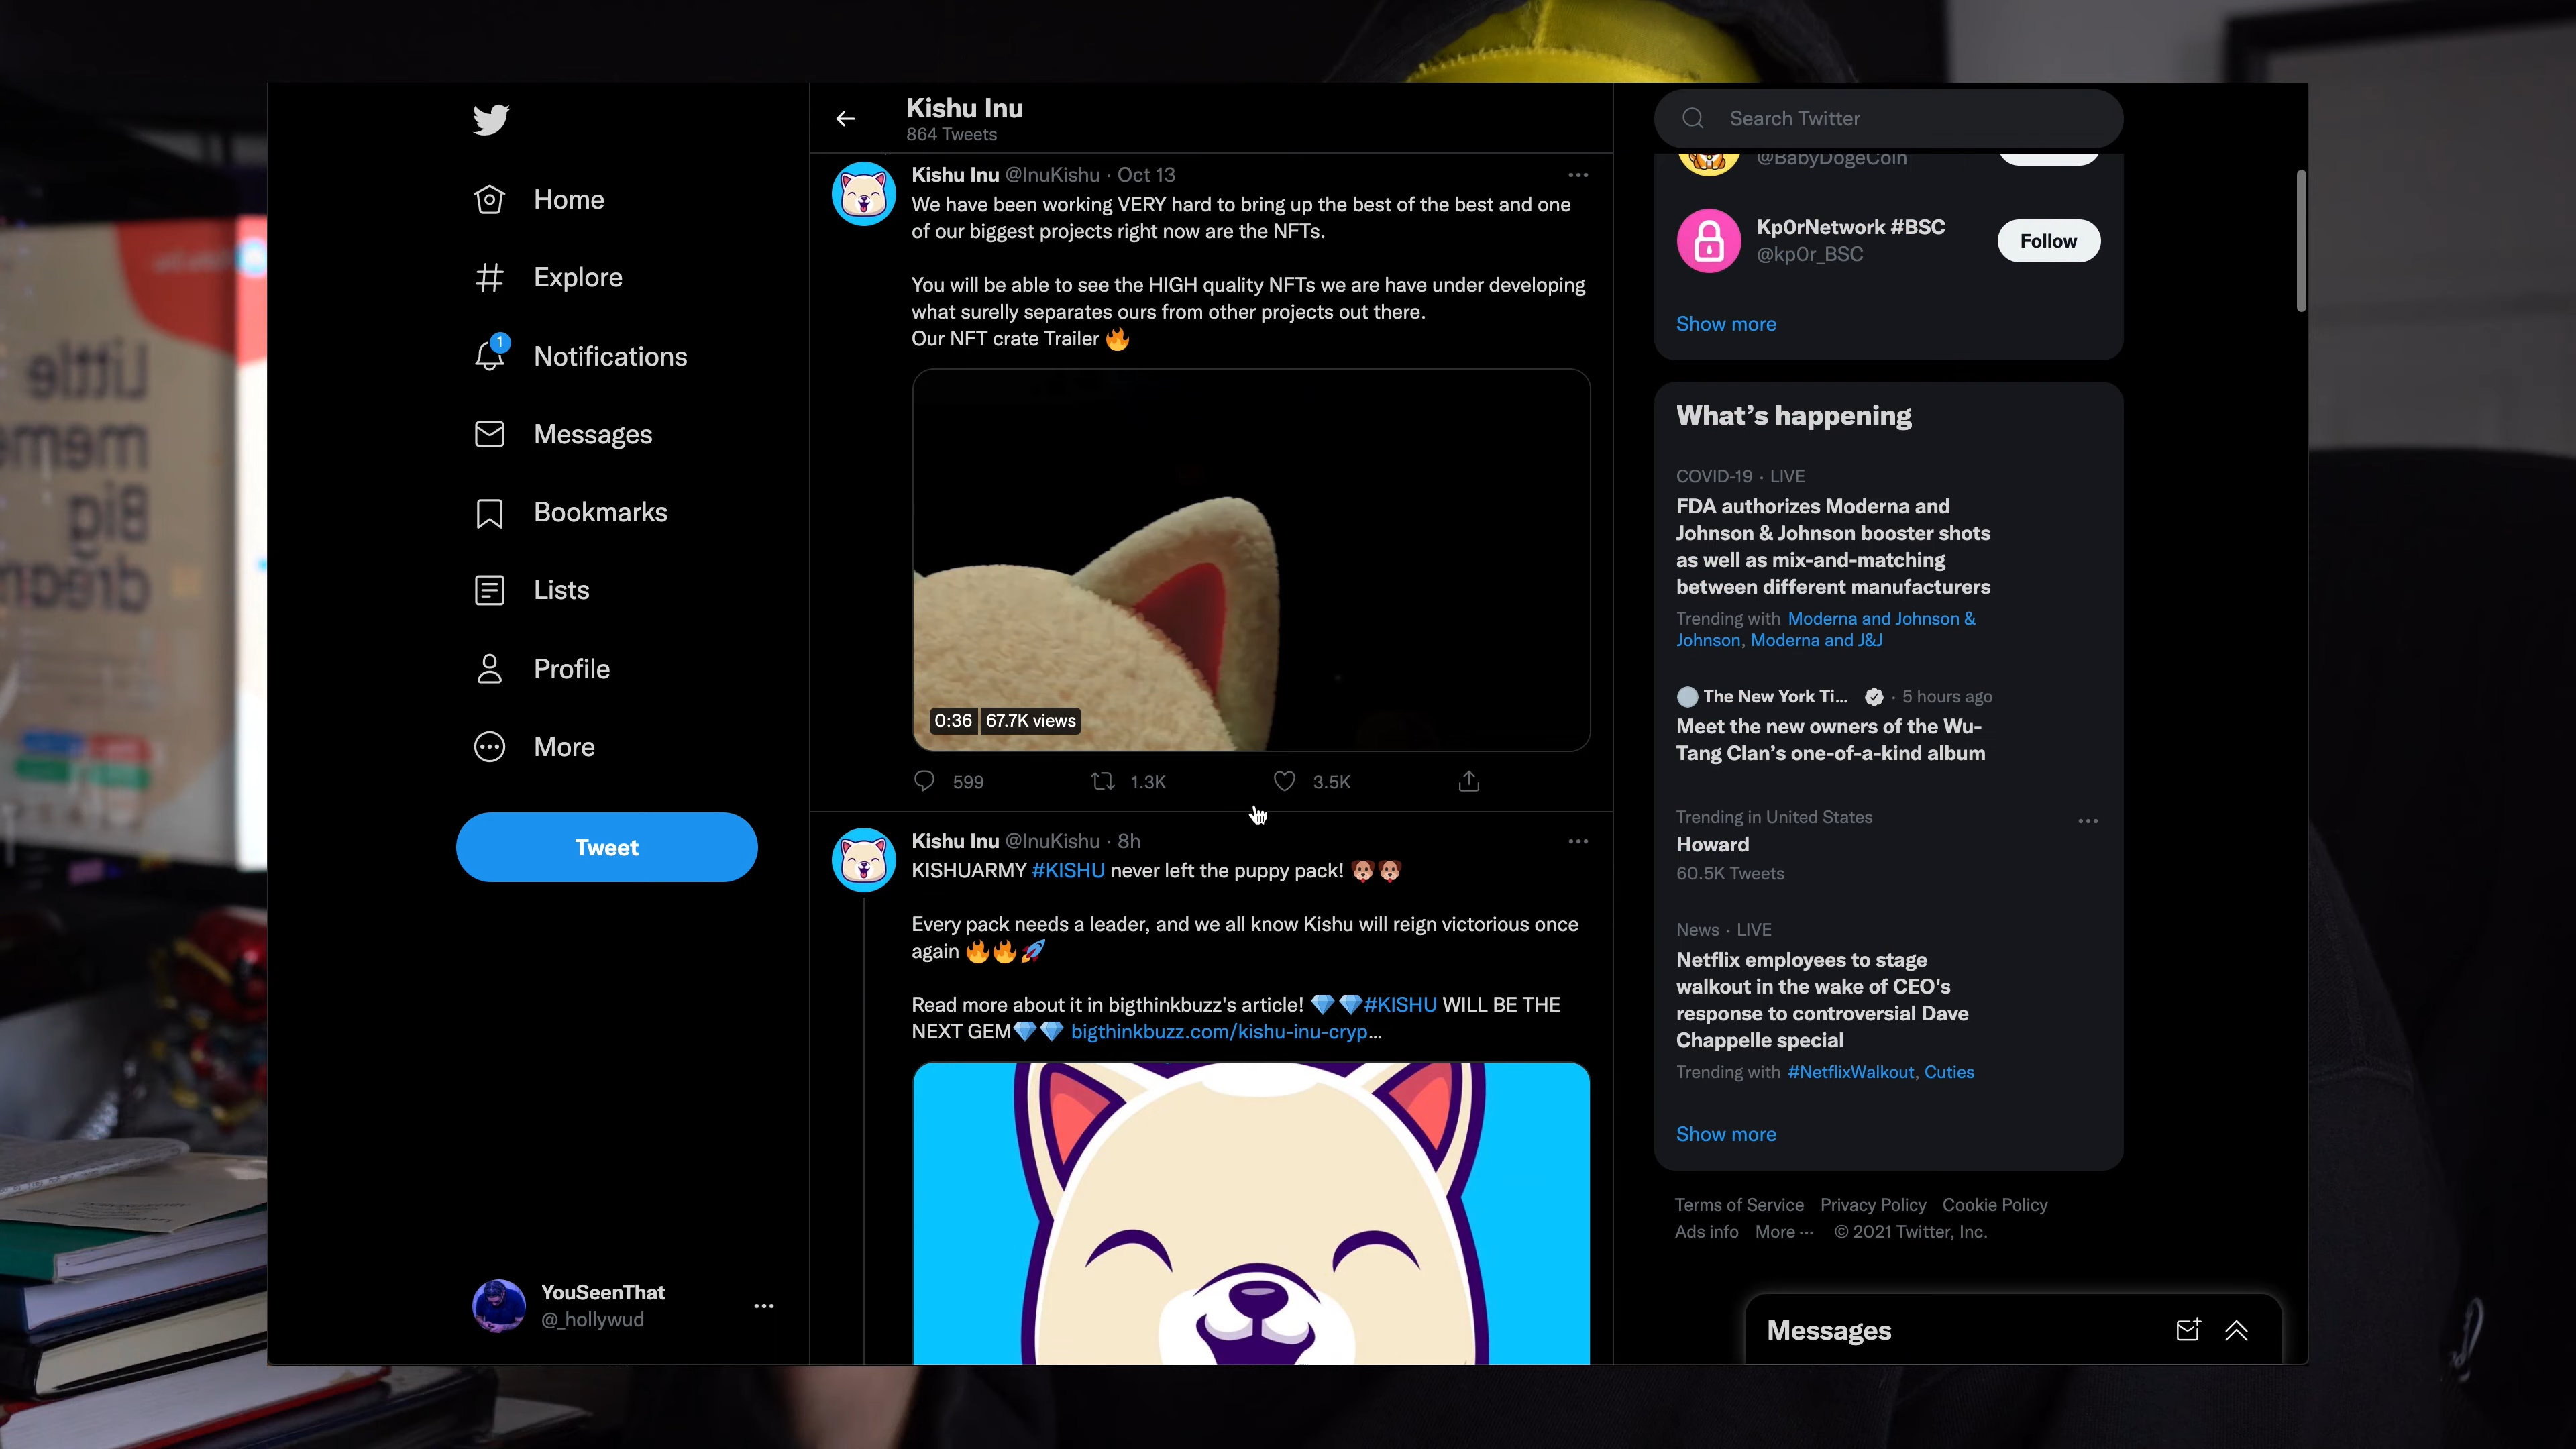 Home
Explore
1
Notifications
Messages
Bookmarks
Lists
Profile
More
Tweet
YouSeenThat
@_hollywud
Kishu Inu
864 Tweets
Kishu Inu @InuKishu · Oct 13
We have been working VERY hard to bring up the best of the best and one
of our biggest projects right now are the NFTs.
You will be able to see the HIGH quality NFTs we are have under developing
what surelly separates ours from other projects out there.
Our NFT crate Trailer 🔥
0:36 67.7K views
599 1.3K 3.5K
Kishu Inu @InuKishu · 8h
KISHUARMY #KISHU never left the puppy pack! 🐶🐶
Every pack needs a leader, and we all know Kishu will reign victorious once
again 🔥🔥🚀
Read more about it in bigthinkbuzz's article! 💎 💎#KISHU WILL BE THE
NEXT GEM💎💎 bigthinkbuzz.com/kishu-inu-cryp…
Search Twitter
@BabyDogeCoin
Kp0rNetwork #BSC
@kp0r_BSC
Follow
Show more
What's happening
COVID-19 · LIVE
FDA authorizes Moderna and
Johnson & Johnson booster shots
as well as mix-and-matching
between different manufacturers
Trending with Moderna and Johnson &
Johnson, Moderna and J&J
The New York Ti... · 5 hours ago
Meet the new owners of the Wu-
Tang Clan's one-of-a-kind album
Trending in United States
Howard
60.5K Tweets
News · LIVE
Netflix employees to stage
walkout in the wake of CEO's
response to controversial Dave
Chappelle special
Trending with #NetflixWalkout, Cuties
Show more
Terms of Service Privacy Policy Cookie Policy
Ads info More ··· © 2021 Twitter, Inc.
Messages
Little
meme
Big
dream